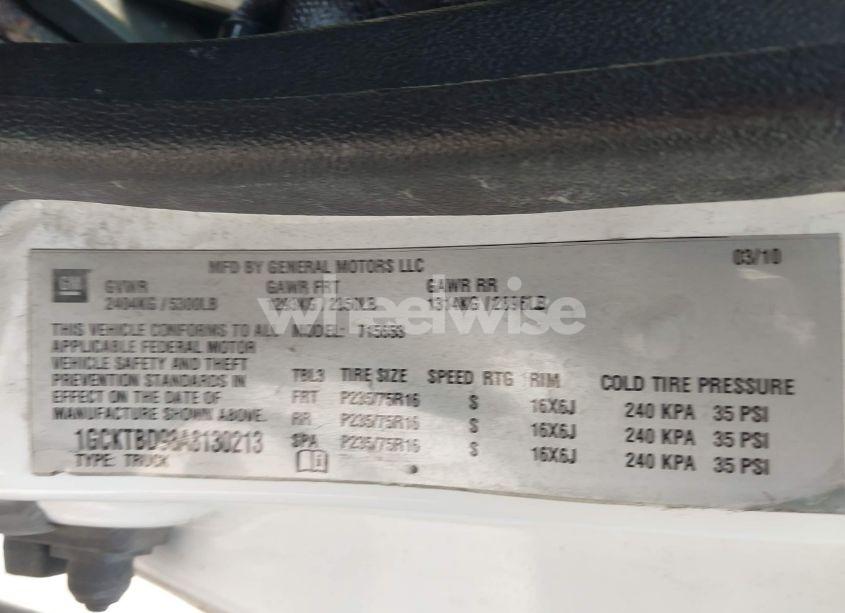 MFD BY GENERAL MOTORS LLC 03/10
GM GVWR GAWR FRT GAWR RR
2404KG / 5300LB
THIS VEHICLE CONFORMS TO ALL MODEL: T15653
APPLICABLE FEDERAL MOTOR
VEHICLE SAFETY AND THEFT
PREVENTION STANDARDS IN
EFFECT ON THE DATE OF
MANUFACTURE SHOWN ABOVE.
1GCKTBD98A8130213
TYPE: TRUCK
TBL3 TIRE SIZE SPEED RTG RIM COLD TIRE PRESSURE
FRT P235/75R16 S 16X6J 240 KPA 35 PSI
RR P235/75R16 S 16X6J 240 KPA 35 PSI
SPA P235/75R16 S 16X6J 240 KPA 35 PSI
wheelwise